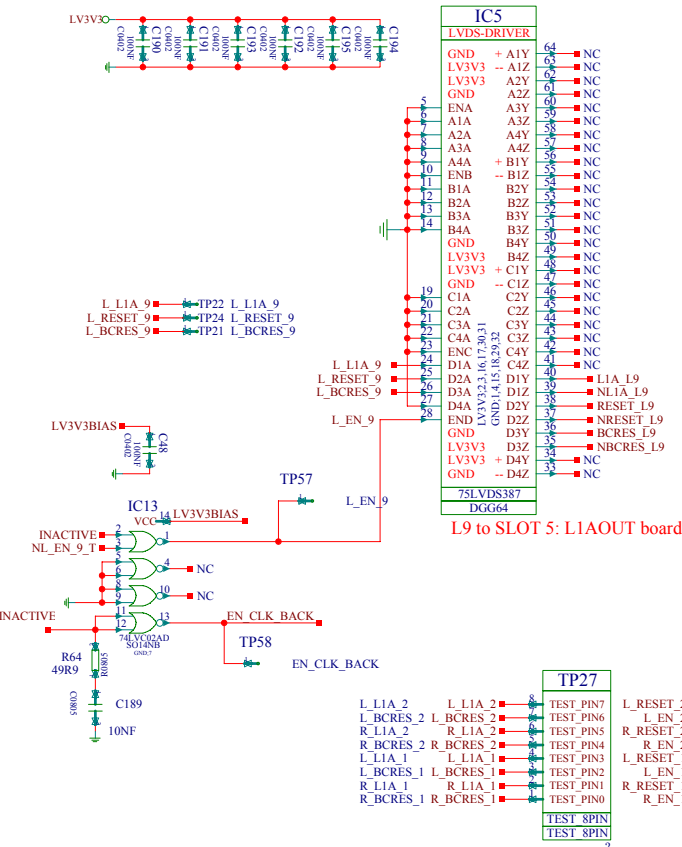 LV3V3
C0402
100NF
C190
C0402
100NF
C191
C0402
100NF
C193
C0402
100NF
C192
C0402
100NF
C195
C0402
100NF
C194
IC5
LVDS-DRIVER
GND + A1Y 64 NC
LV3V3 -- A1Z 63 NC
LV3V3 A2Y 62 NC
GND A2Z 61 NC
5 ENA A3Y 60 NC
6 A1A A3Z 59 NC
7 A2A A4Y 58 NC
8 A3A A4Z 57 NC
9 A4A + B1Y 56 NC
10 ENB -- B1Z 55 NC
11 B1A B2Y 54 NC
12 B2A B2Z 53 NC
13 B3A B3Y 52 NC
14 B4A B3Z 51 NC
GND B4Y 50 NC
LV3V3 B4Z 49 NC
LV3V3 + C1Y 48 NC
GND -- C1Z 47 NC
19 C1A C2Y 46 NC
20 C2A C2Z 45 NC
21 C3A C3Y 44 NC
22 C4A C3Z 43 NC
23 ENC C4Y 42 NC
L_L1A_9 24 D1A C4Z 41 NC
L_RESET_9 25 D2A D1Y 40 L1A_L9
L_BCRES_9 26 D3A D1Z 39 NL1A_L9
27 D4A D2Y 38 RESET_L9
L_EN_9 28 END D2Z 37 NRESET_L9
GND D3Y 36 BCRES_L9
LV3V3 D3Z 35 NBCRES_L9
LV3V3 + D4Y 34 NC
GND -- D4Z 33 NC
LV3V3;2,3,16,17,30,31
GND;1,4,15,18,29,32
75LVDS387
DGG64
L9 to SLOT 5: L1AOUT board
L_L1A_9 TP22 L_L1A_9
L_RESET_9 TP24 L_RESET_9
L_BCRES_9 TP21 L_BCRES_9
LV3V3BIAS
C0402
100NF
C48
TP57
L_EN_9
IC13
VCC 14 LV3V3BIAS
INACTIVE 2
NL_EN_9_T 3
1
5
6
4 NC
8
9
10 NC
INACTIVE 11
12
13 EN_CLK_BACK
74LVC02AD
SO14NB
GND;7
TP58
EN_CLK_BACK
R64
49R9
R0805
C0805
C189
10NF
TP27
L_L1A_2 L_L1A_2 8 TEST_PIN7 L_RESET_2
L_BCRES_2 L_BCRES_2 7 TEST_PIN6 L_EN_2
R_L1A_2 R_L1A_2 6 TEST_PIN5 R_RESET_2
R_BCRES_2 R_BCRES_2 5 TEST_PIN4 R_EN_2
L_L1A_1 L_L1A_1 4 TEST_PIN3 L_RESET_
L_BCRES_1 L_BCRES_1 3 TEST_PIN2 L_EN_
R_L1A_1 R_L1A_1 2 TEST_PIN1 R_RESET_
R_BCRES_1 R_BCRES_1 1 TEST_PIN0 R_EN_
TEST_8PIN
TEST_8PIN